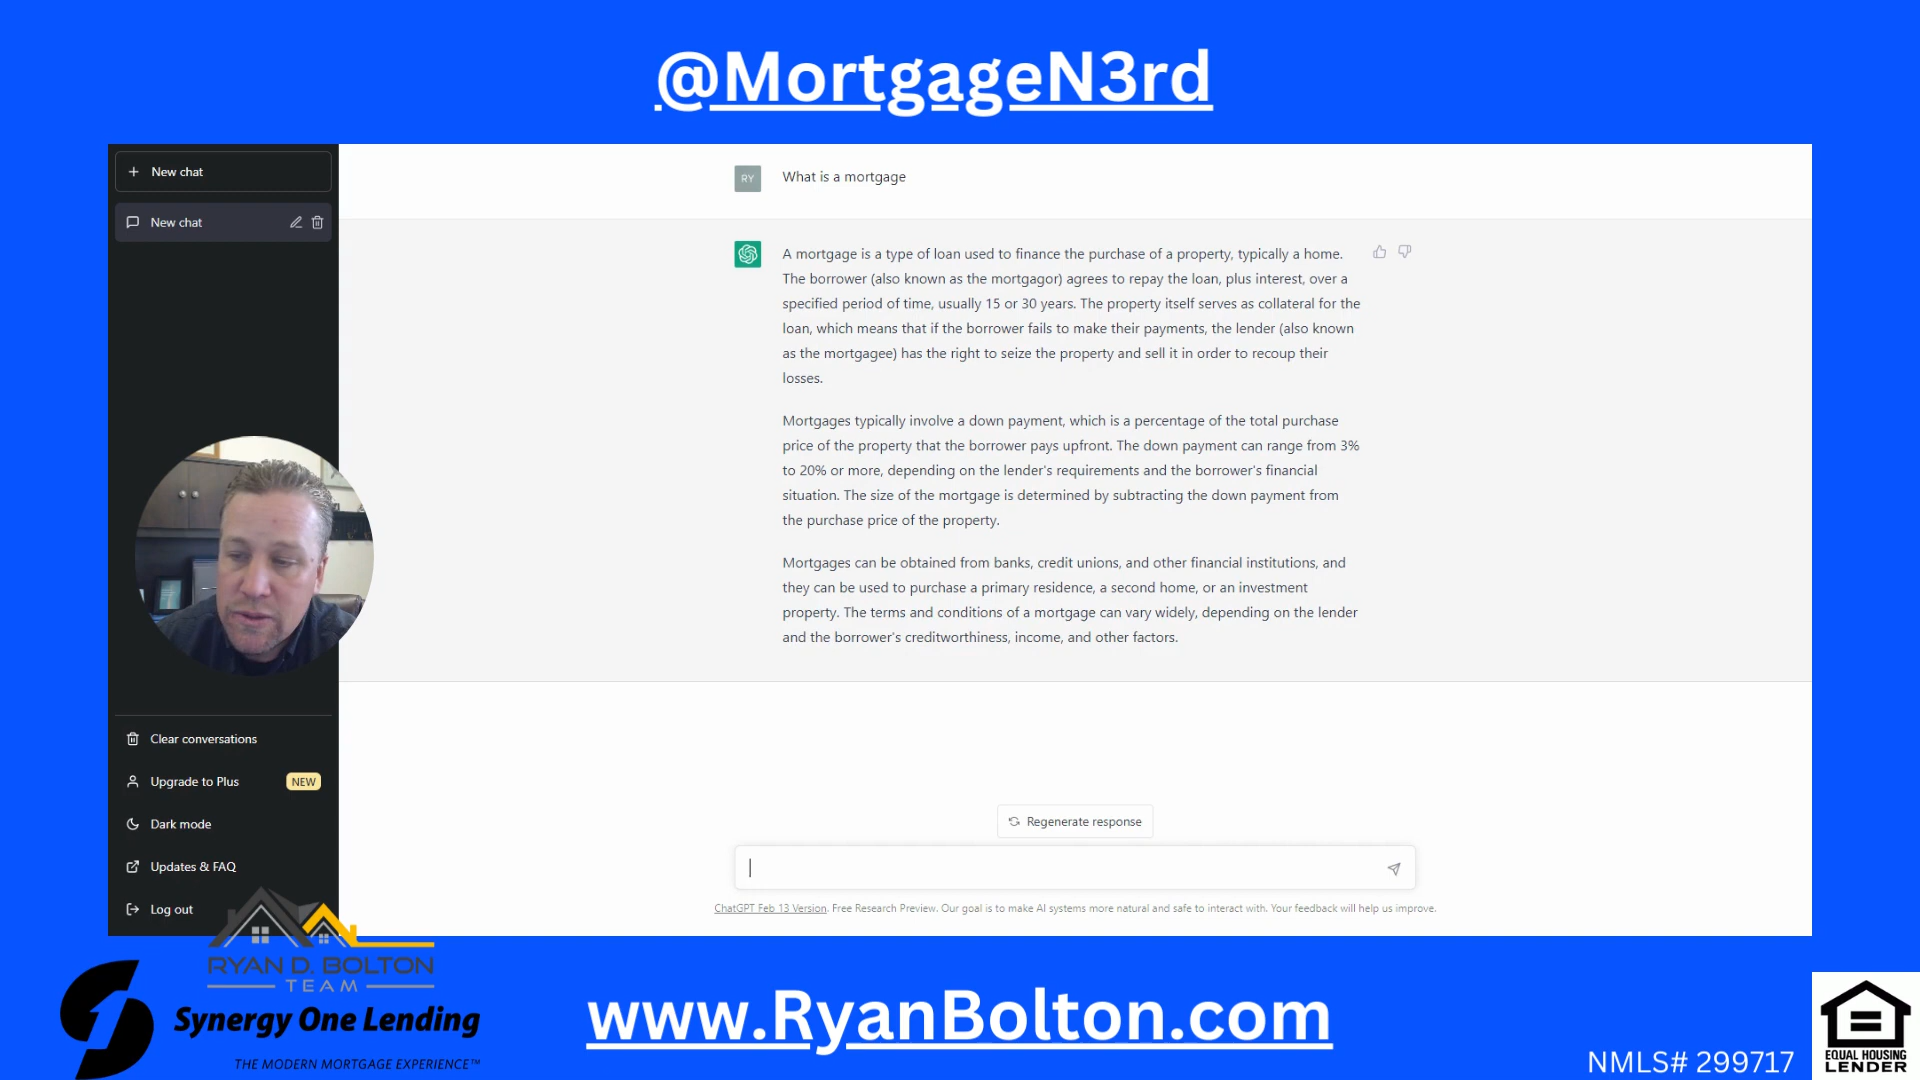 @MortgageN3rd
New chat
New chat
RY
What is a mortgage
A mortgage is a type of loan used to finance the purchase of a property, typically a home.
The borrower (also known as the mortgagor) agrees to repay the loan, plus interest, over a
specified period of time, usually 15 or 30 years. The property itself serves as collateral for the
loan, which means that if the borrower fails to make their payments, the lender (also known
as the mortgagee) has the right to seize the property and sell it in order to recoup their
losses.
Mortgages typically involve a down payment, which is a percentage of the total purchase
price of the property that the borrower pays upfront. The down payment can range from 3%
to 20% or more, depending on the lender's requirements and the borrower's financial
situation. The size of the mortgage is determined by subtracting the down payment from
the purchase price of the property.
Mortgages can be obtained from banks, credit unions, and other financial institutions, and
they can be used to purchase a primary residence, a second home, or an investment
property. The terms and conditions of a mortgage can vary widely, depending on the lender
and the borrower's creditworthiness, income, and other factors.
Clear conversations
Upgrade to Plus NEW
Dark mode
Updates & FAQ
Log out
Regenerate response
ChatGPT Feb 13 Version. Free Research Preview. Our goal is to make AI systems more natural and safe to interact with. Your feedback will help us improve.
RYAN D. BOLTON
TEAM
Synergy One Lending
THE MODERN MORTGAGE EXPERIENCE™
www.RyanBolton.com
NMLS# 299717
EQUAL HOUSING
LENDER